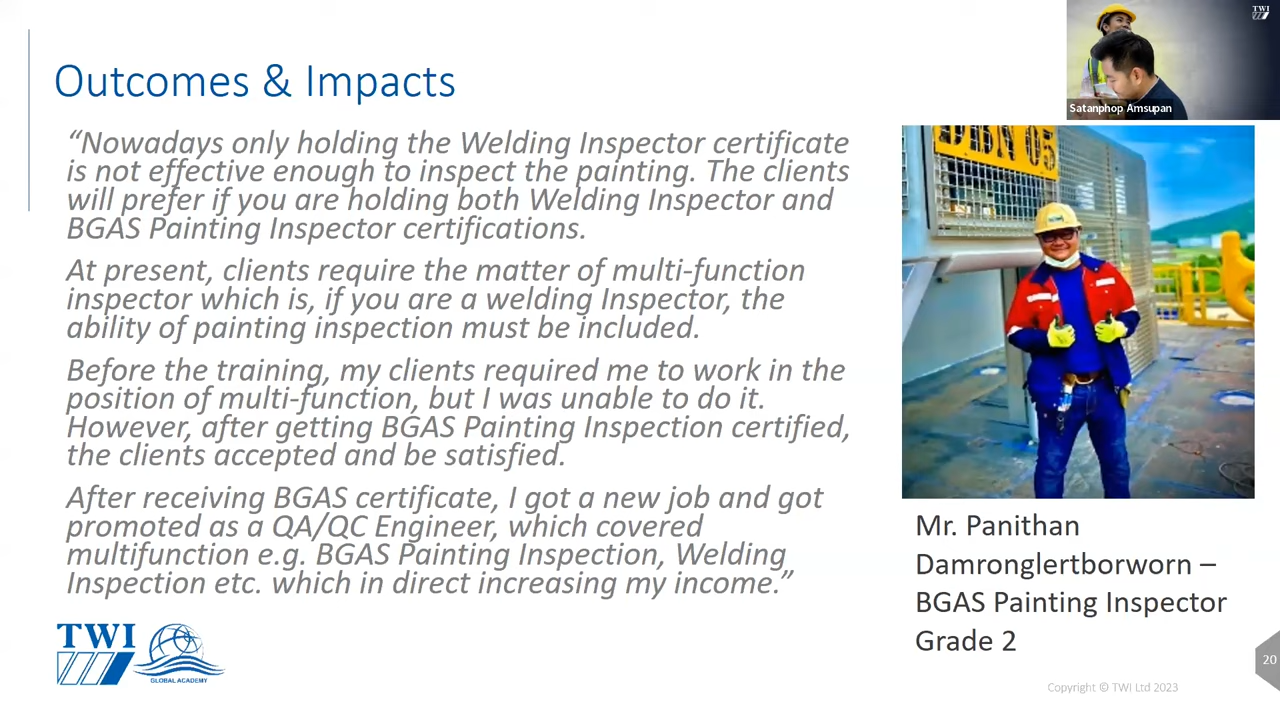 TWI
Satanphop Amsupan
Outcomes & Impacts
“Nowadays only holding the Welding Inspector certificate
is not effective enough to inspect the painting. The clients
will prefer if you are holding both Welding Inspector and
BGAS Painting Inspector certifications.
At present, clients require the matter of multi-function
inspector which is, if you are a welding Inspector, the
ability of painting inspection must be included.
Before the training, my clients required me to work in the
position of multi-function, but I was unable to do it.
However, after getting BGAS Painting Inspection certified,
the clients accepted and be satisfied.
After receiving BGAS certificate, I got a new job and got
promoted as a QA/QC Engineer, which covered
multifunction e.g. BGAS Painting Inspection, Welding
Inspection etc. which in direct increasing my income.”
DBN 05
Mr. Panithan
Damronglertborworn –
BGAS Painting Inspector
Grade 2
TWI
GLOBAL ACADEMY
20
Copyright © TWI Ltd 2023